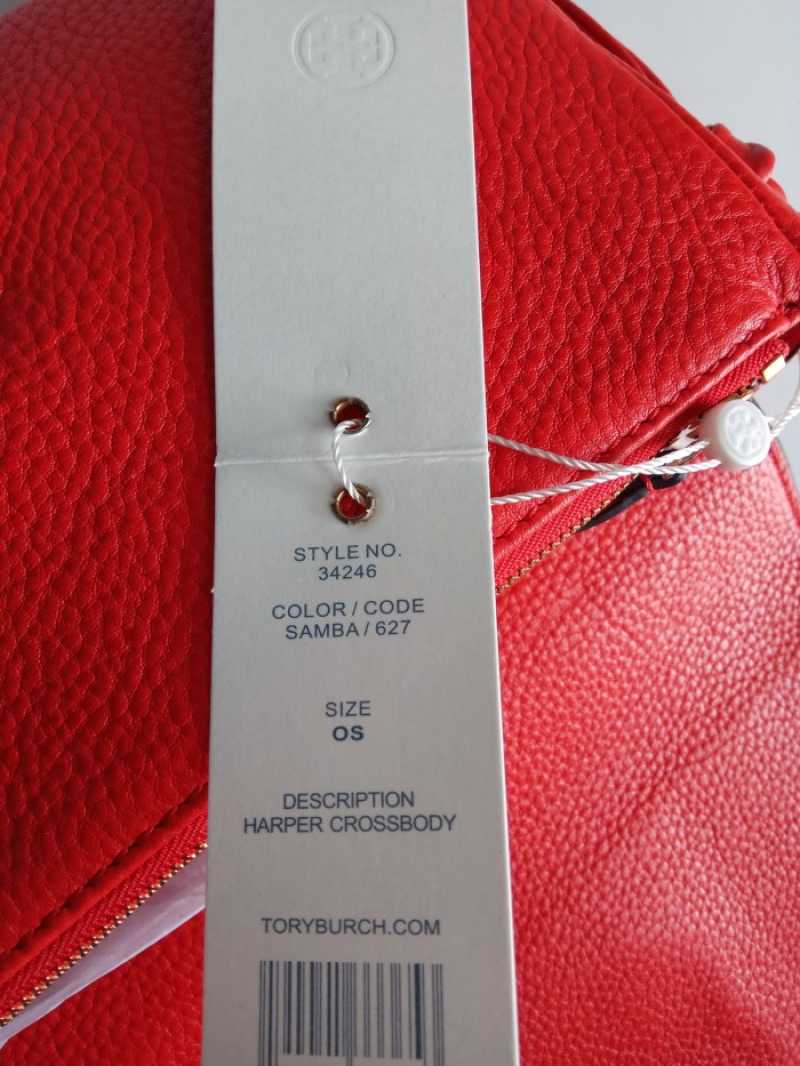 STYLE NO.
34246
COLOR / CODE
SAMBA / 627
SIZE
OS
DESCRIPTION
HARPER CROSSBODY
TORYBURCH.COM